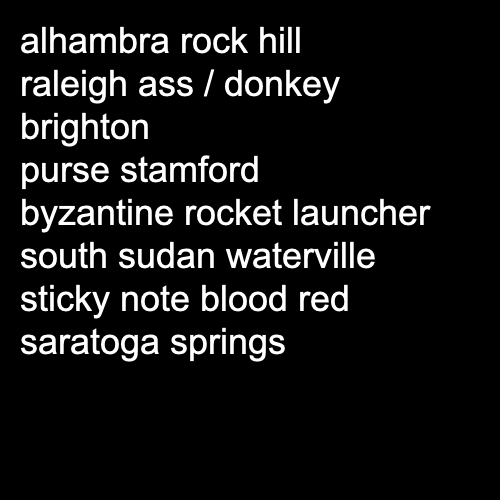 alhambra rock hill
raleigh ass / donkey
brighton
purse stamford
byzantine rocket launcher
south sudan waterville
sticky note blood red
saratoga springs